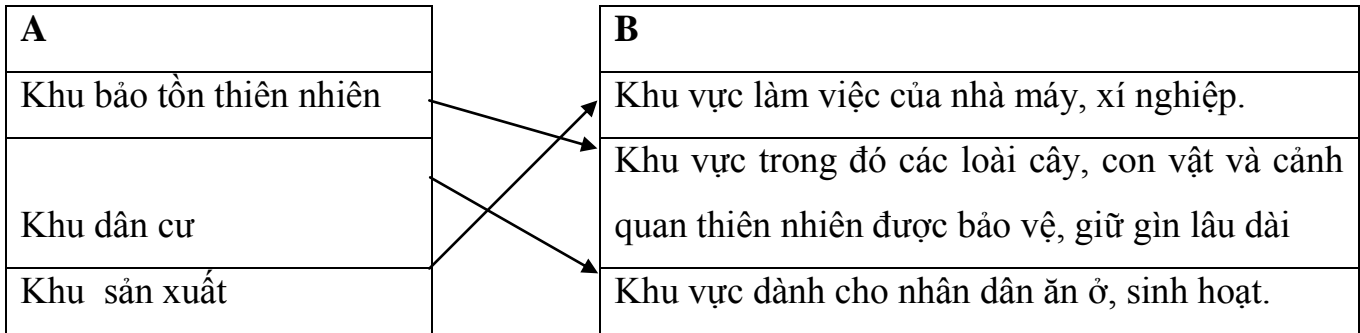 A
B
Khu bảo tồn thiên nhiên
Khu vực làm việc của nhà máy, xí nghiệp.
Khu dân cư
Khu vực trong đó các loài cây, con vật và cảnh
quan thiên nhiên được bảo vệ, giữ gìn lâu dài
Khu sản xuất
Khu vực dành cho nhân dân ăn ở, sinh hoạt.